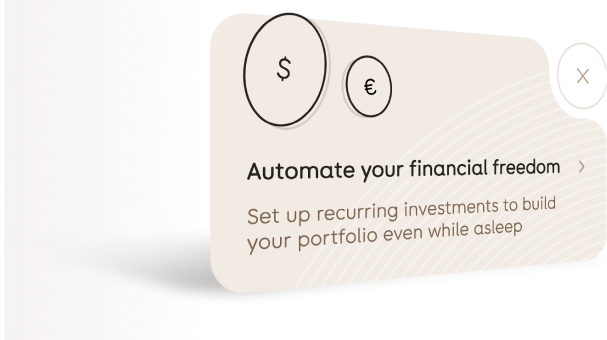 $
€
X
Automate your financial freedom
Set up recurring investments to build
your portfolio even while asleep